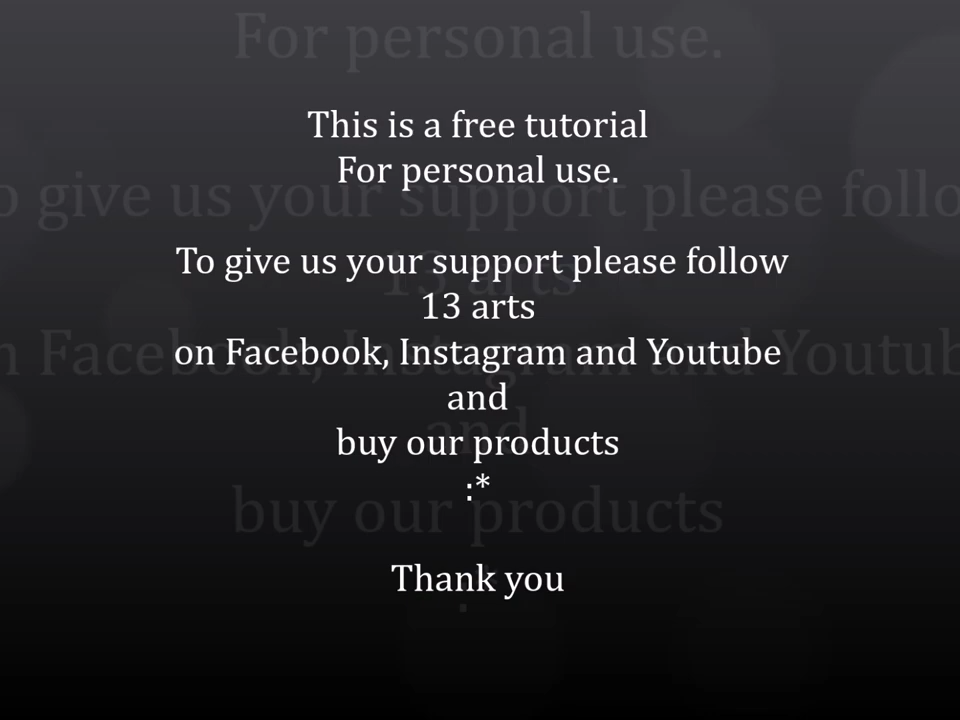 This is a free tutorial
For personal use.
To give us your support please follow
13 arts
on Facebook, Instagram and Youtube
and
buy our products
:*
Thank you